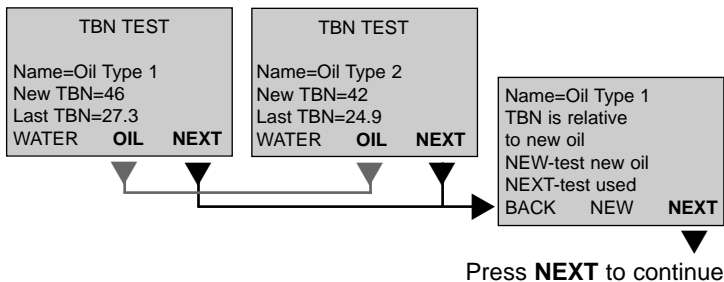 TBN TEST
Name=Oil Type 1
New TBN=46
Last TBN=27.3
WATER OIL NEXT
TBN TEST
Name=Oil Type 2
New TBN=42
Last TBN=24.9
WATER OIL NEXT
Name=Oil Type 1
TBN is relative
to new oil
NEW-test new oil
NEXT-test used
BACK NEW NEXT
Press NEXT to continue